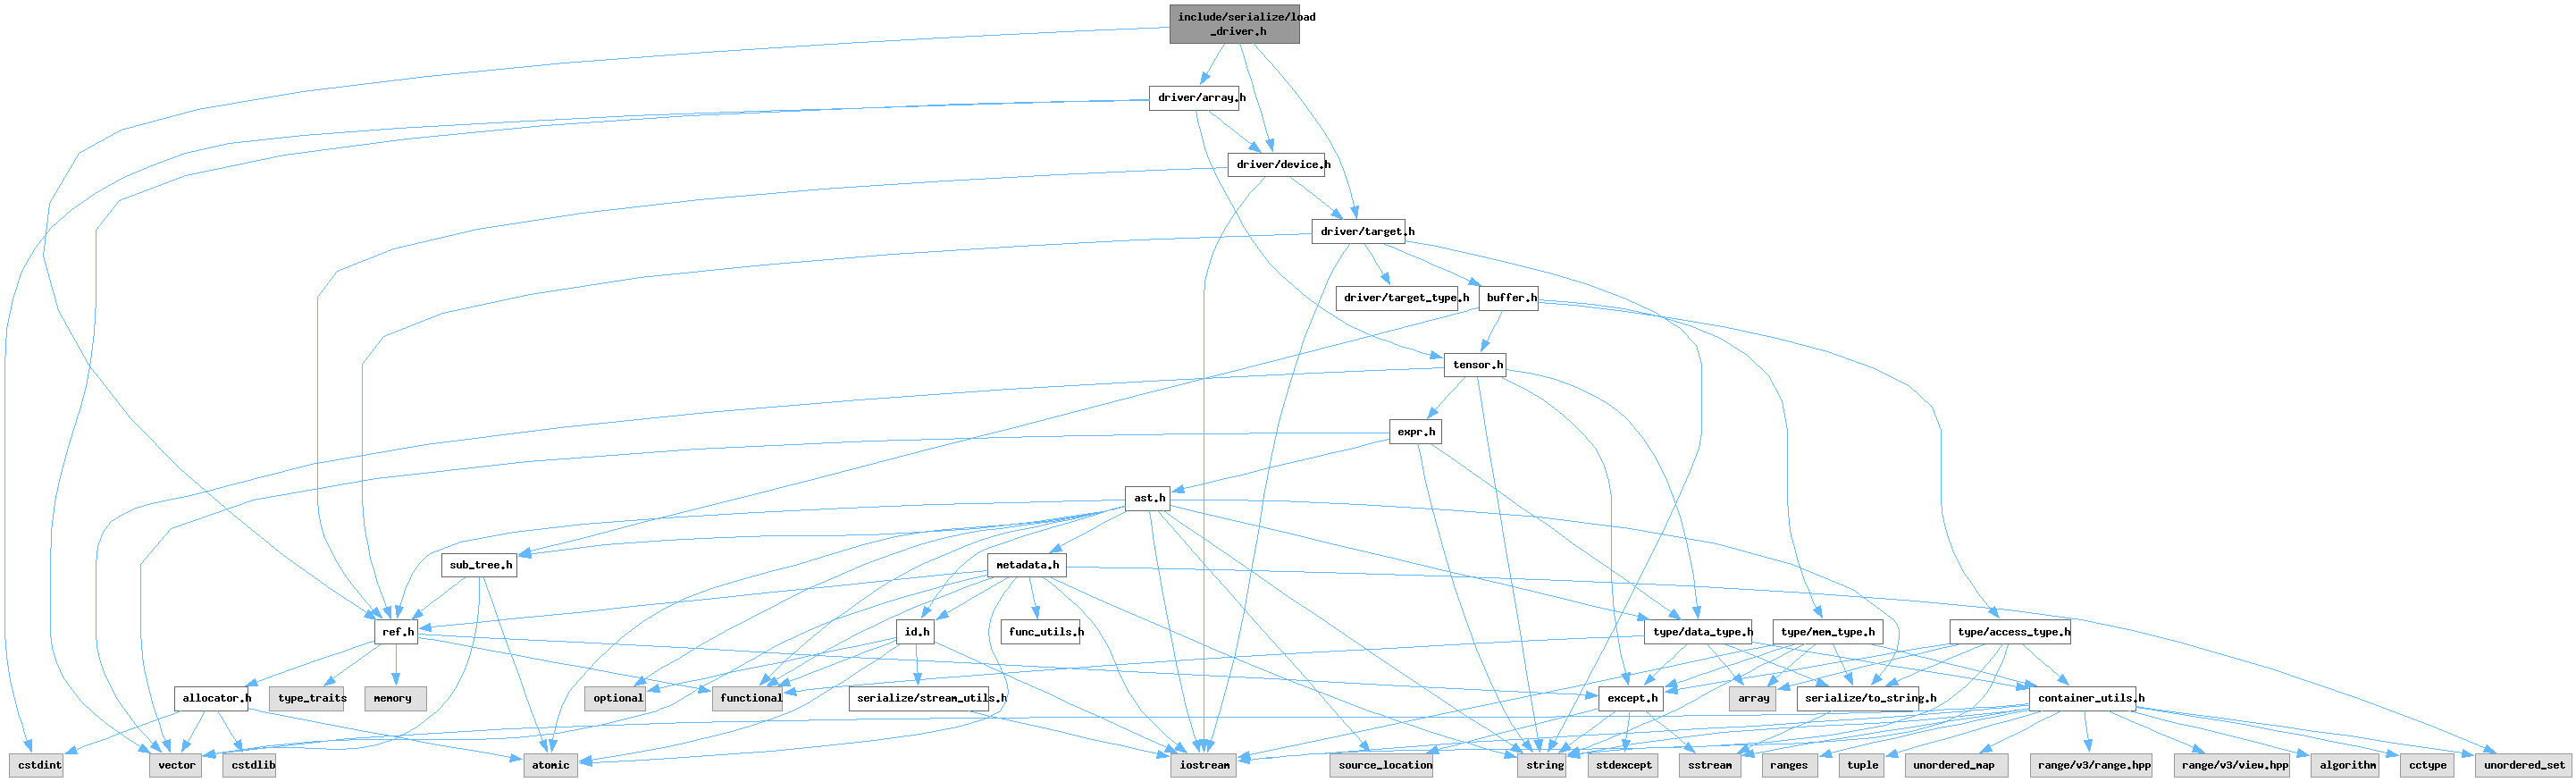 include/serialize/load
_driver.h
driver/array.h
driver/device.h
driver/target.h
driver/target_type.h
buffer.h
tensor.h
expr.h
ast.h
sub_tree.h
metadata.h
ref.h
id.h
func_utils.h
type/data_type.h
type/mem_type.h
type/access_type.h
allocator.h
type_traits
memory
optional
functional
serialize/stream_utils.h
except.h
array
serialize/to_string.h
container_utils.h
cstdint
vector
cstdlib
atomic
iostream
source_location
string
stdexcept
sstream
ranges
tuple
unordered_map
range/v3/range.hpp
range/v3/view.hpp
algorithm
cctype
unordered_set